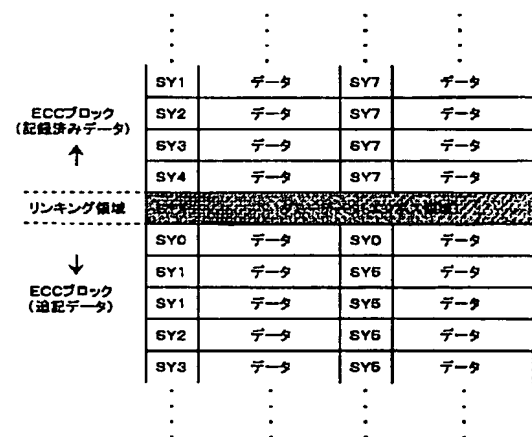 SY1 データ SY7 データ
SY2 データ SY7 データ
ECCブロック
(記録済みデータ)
↑
SY3 データ SY7 データ
SY4 データ SY7 データ
リンキング領域
SY0 データ SY0 データ
↓
ECCブロック
(追記データ)
SY1 データ SY5 データ
SY1 データ SY5 データ
SY2 データ SY5 データ
SY3 データ SY5 データ